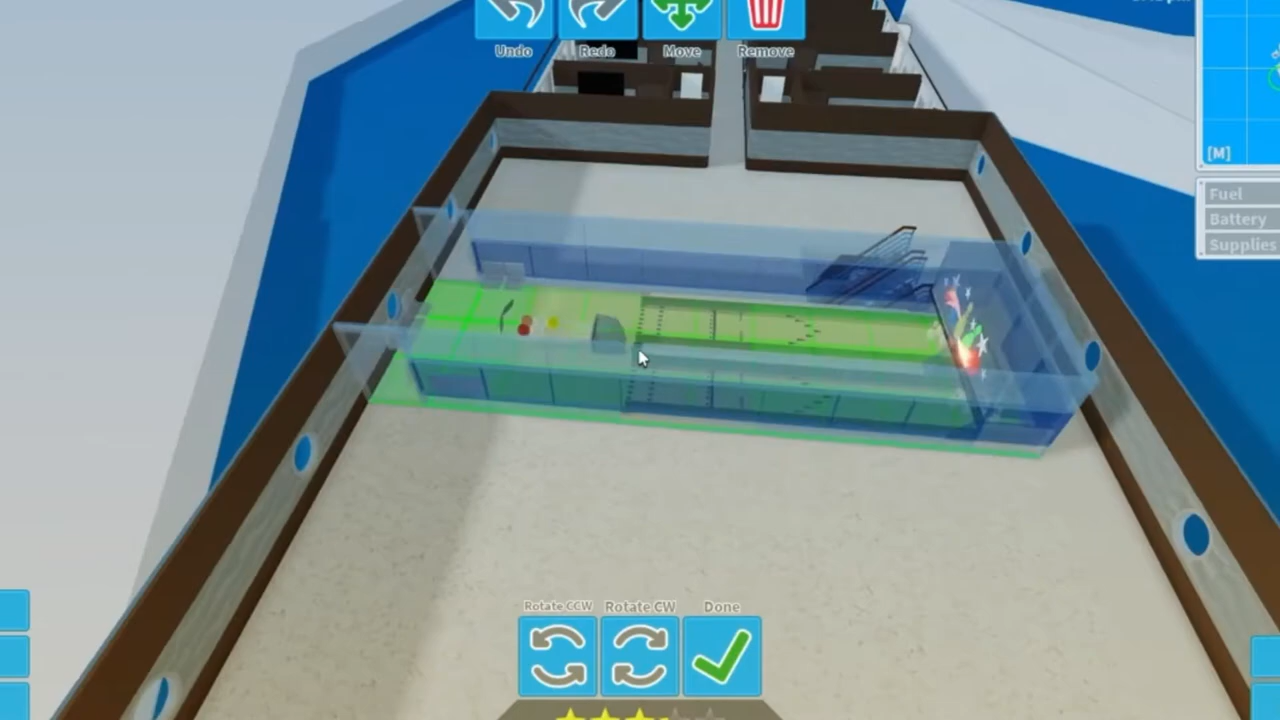 Undo
Redo
Move
Remove
[M]
Fuel
Battery
Supplies
Rotate CCW
Rotate CW
Done